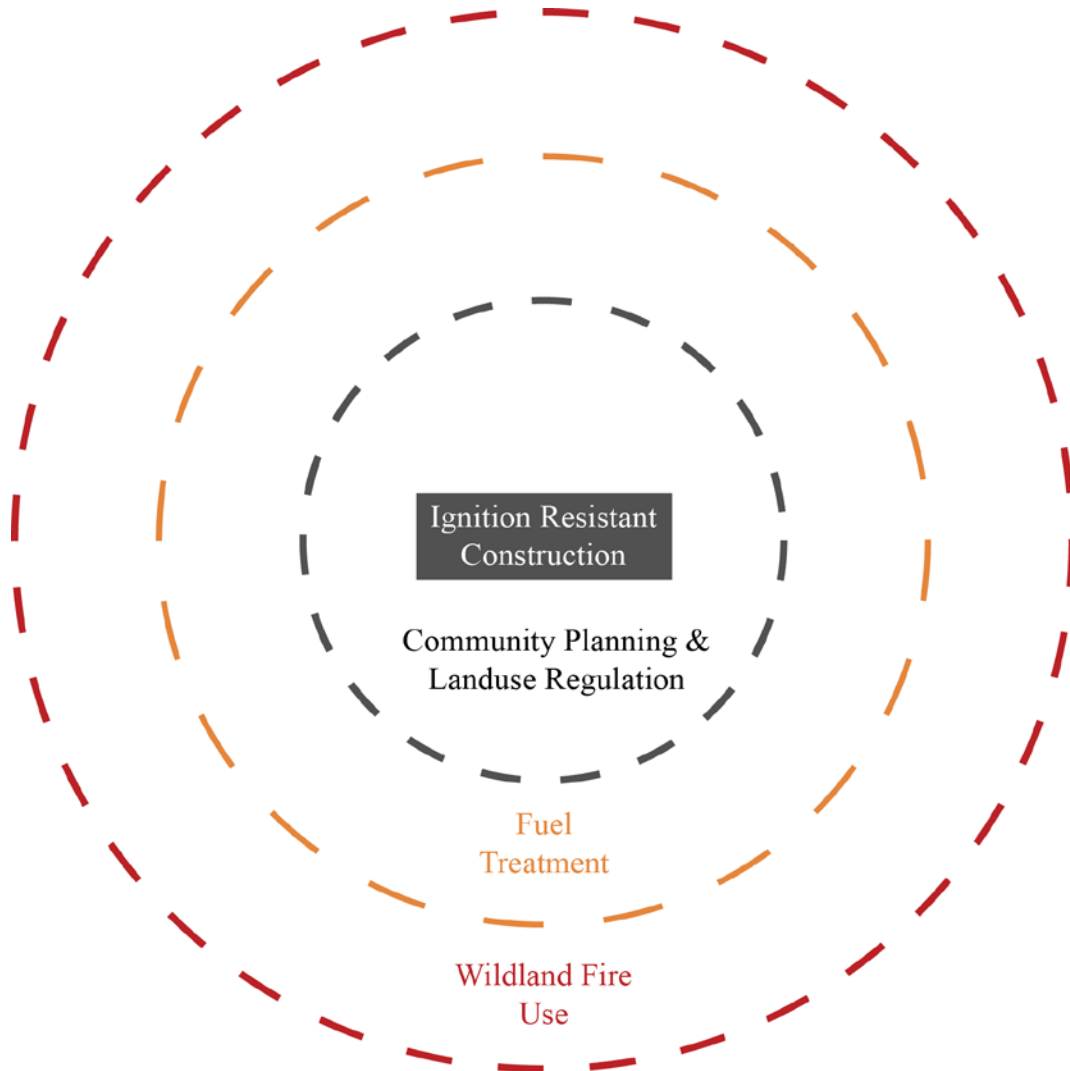 Ignition Resistant
Construction
Community Planning &
Landuse Regulation
Fuel
Treatment
Wildland Fire
Use